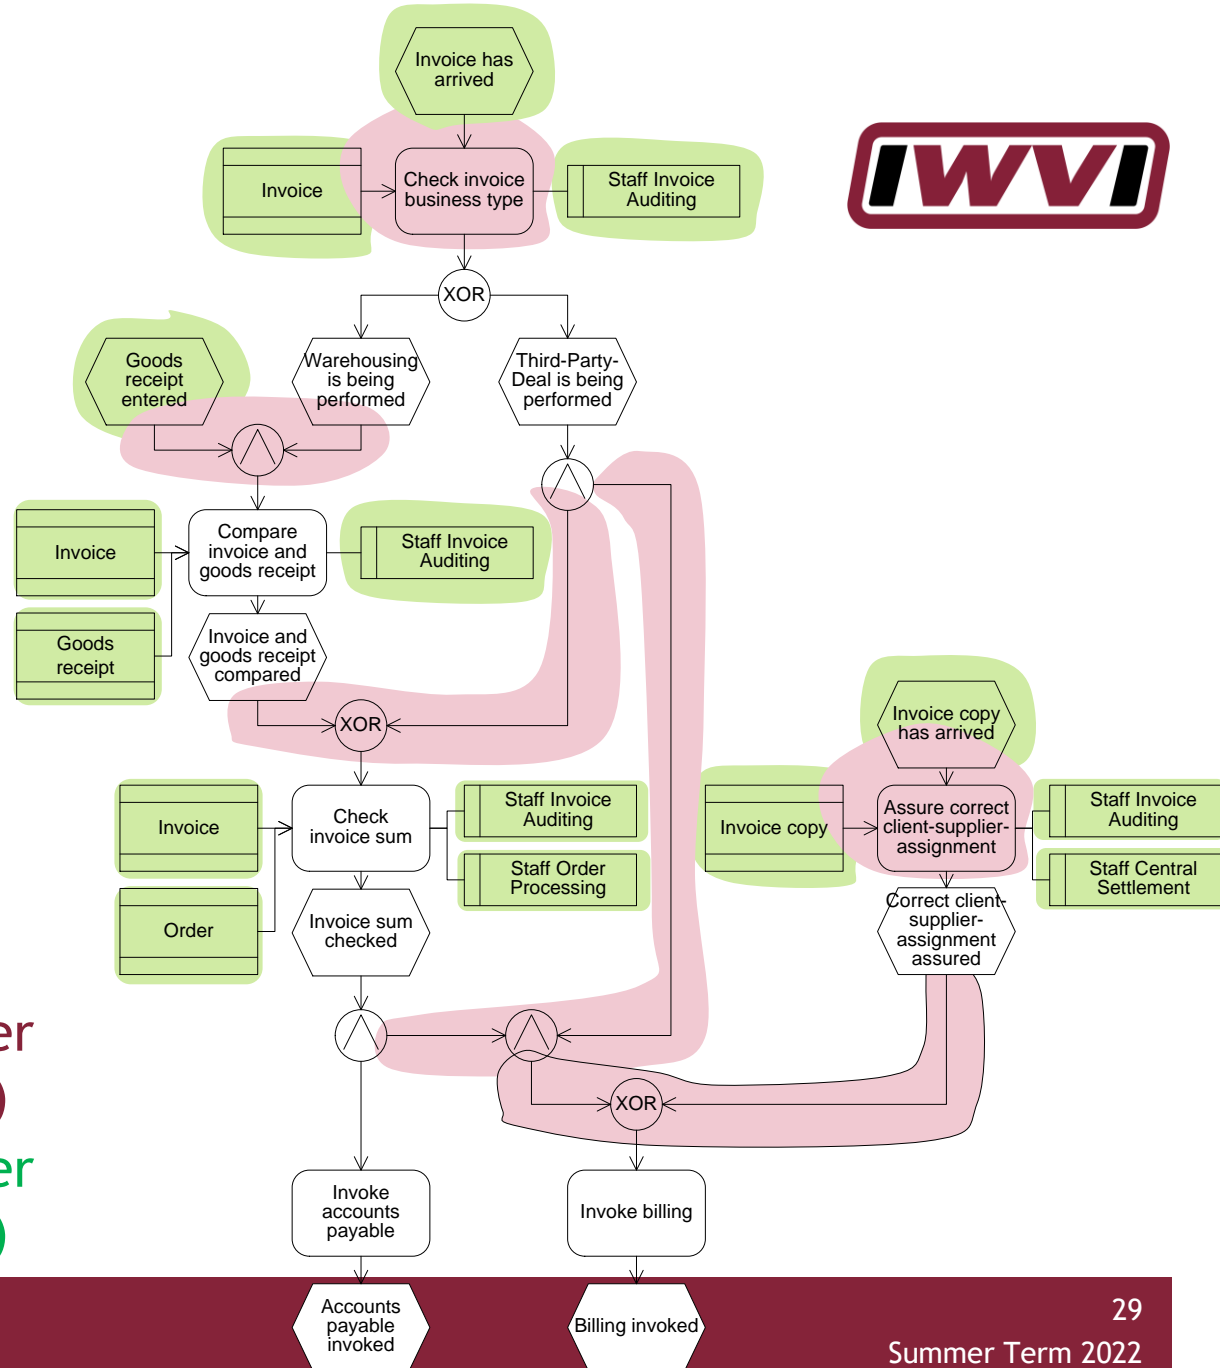 Invoice has
arrived
IWVI
Invoice
Check invoice
business type
Staff Invoice
Auditing
XOR
Goods
receipt
entered
Warehousing
is being
performed
Third-Party-
Deal is being
performed
Invoice
Compare
invoice and
goods receipt
Staff Invoice
Auditing
Goods
receipt
Invoice and
goods receipt
compared
XOR
Invoice copy
has arrived
Invoice
Check
invoice sum
Staff Invoice
Auditing
Staff Order
Processing
Invoice copy
Assure correct
client-supplier-
assignment
Staff Invoice
Auditing
Staff Central
Settlement
Order
Invoice sum
checked
Correct client-
supplier-
assignment
assured
er
)
XOR
er
)
Invoke
accounts
payable
Invoke billing
Accounts
payable
invoked
Billing invoked
29
Summer Term 2022